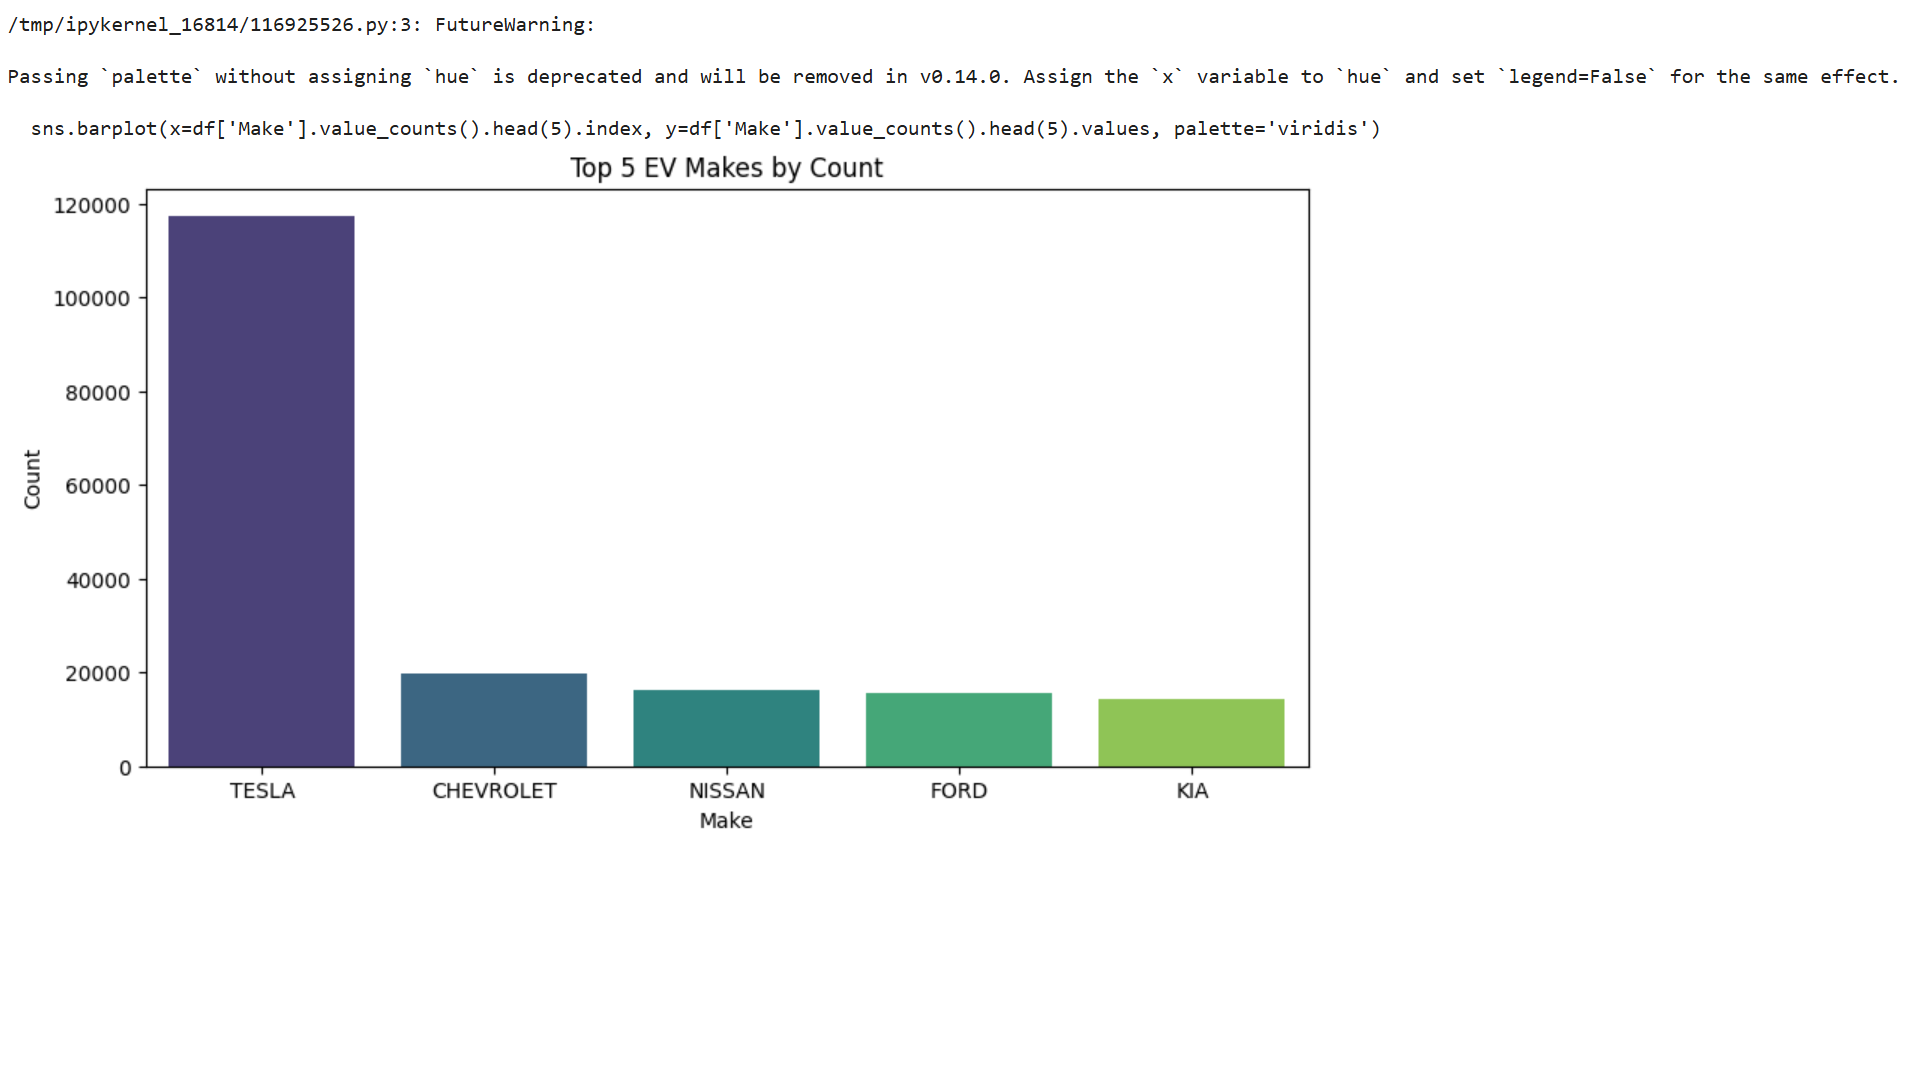 /tmp/ipykernel_16814/116925526.py:3: FutureWarning:
Passing `palette` without assigning `hue` is deprecated and will be removed in v0.14.0. Assign the `x` variable to `hue` and set `legend=False` for the same effect.
sns.barplot(x=df['Make'].value_counts().head(5).index, y=df['Make'].value_counts().head(5).values, palette='viridis')
Top 5 EV Makes by Count
120000
100000
80000
60000
40000
20000
0
Count
TESLA CHEVROLET NISSAN FORD KIA
Make